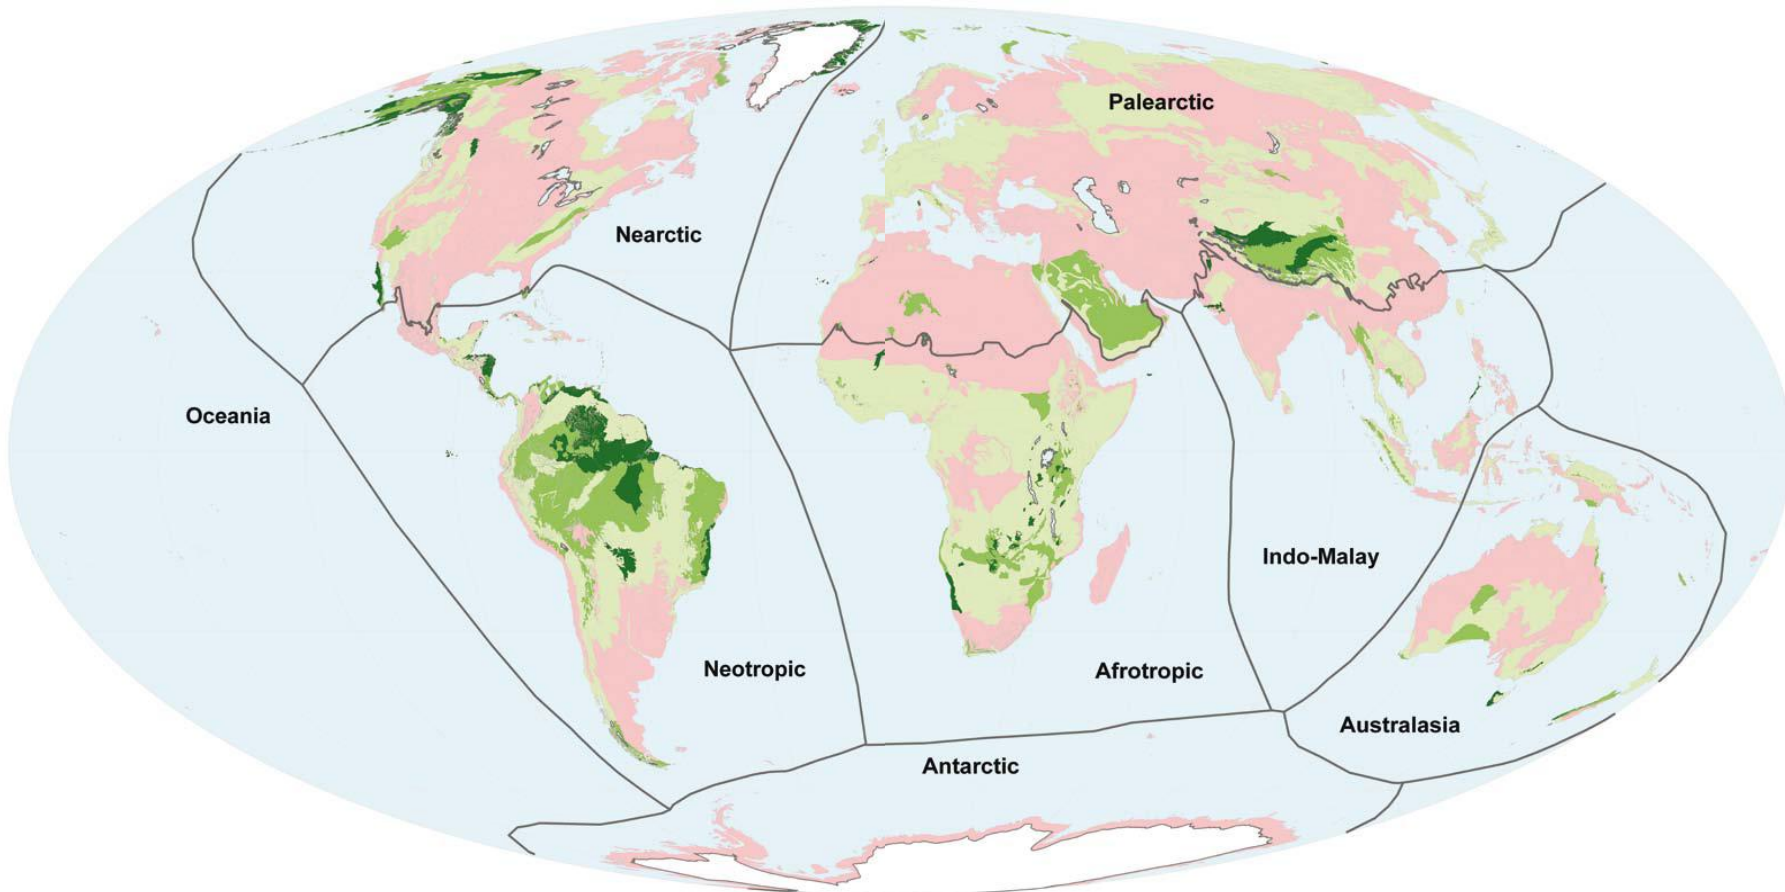 Palearctic
Nearctic
Oceania
Indo-Malay
Neotropic
Afrotropic
Australasia
Antarctic